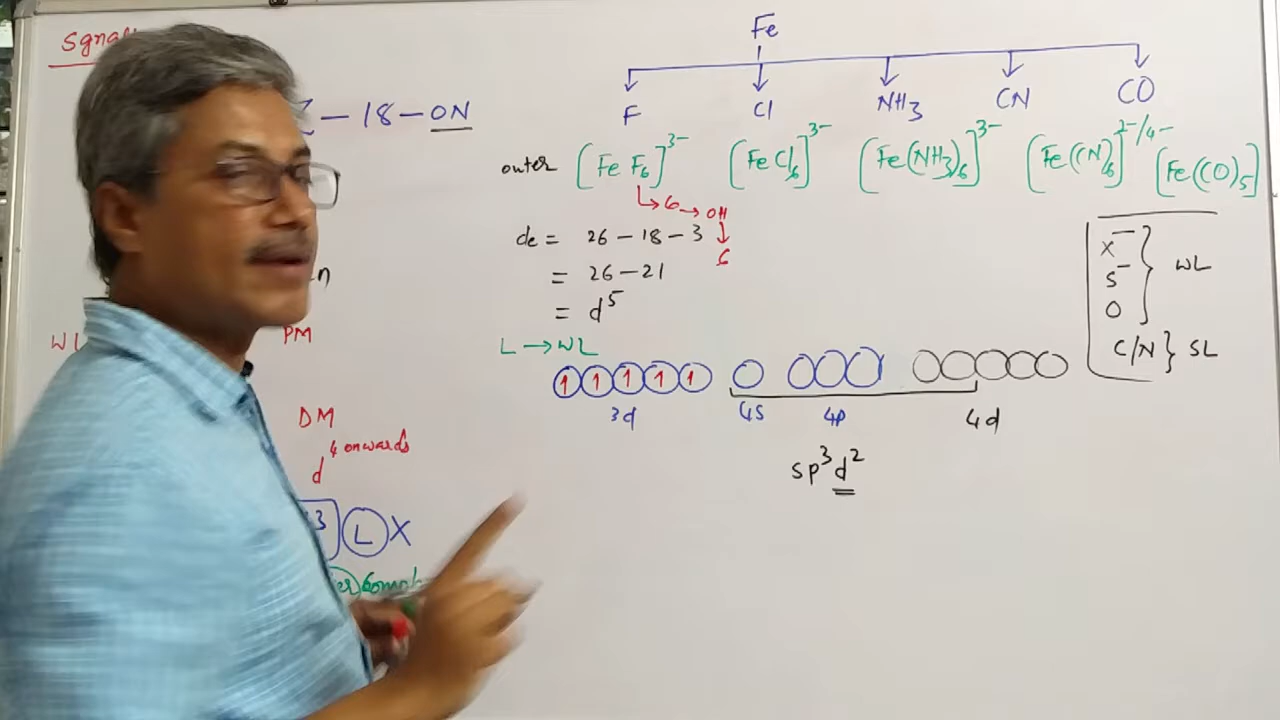 Z – 18 – ON
PM
DM
d⁴ onwards
L X
Fe
F Cl NH₃ CN CO
outer [FeF₆]³⁻ [FeCl₆]³⁻ [Fe(NH₃)₆]³⁻ [Fe(CN)₆]²⁻/⁴⁻ [Fe(CO)₅]
↳ 6 → OH
↓
6
de = 26 – 18 – 3
= 26 – 21
= d⁵
L → WL
1 1 1 1 1
3d 4s 4p 4d
sp³d²
X⁻
S⁻ } WL
O
C/N } SL